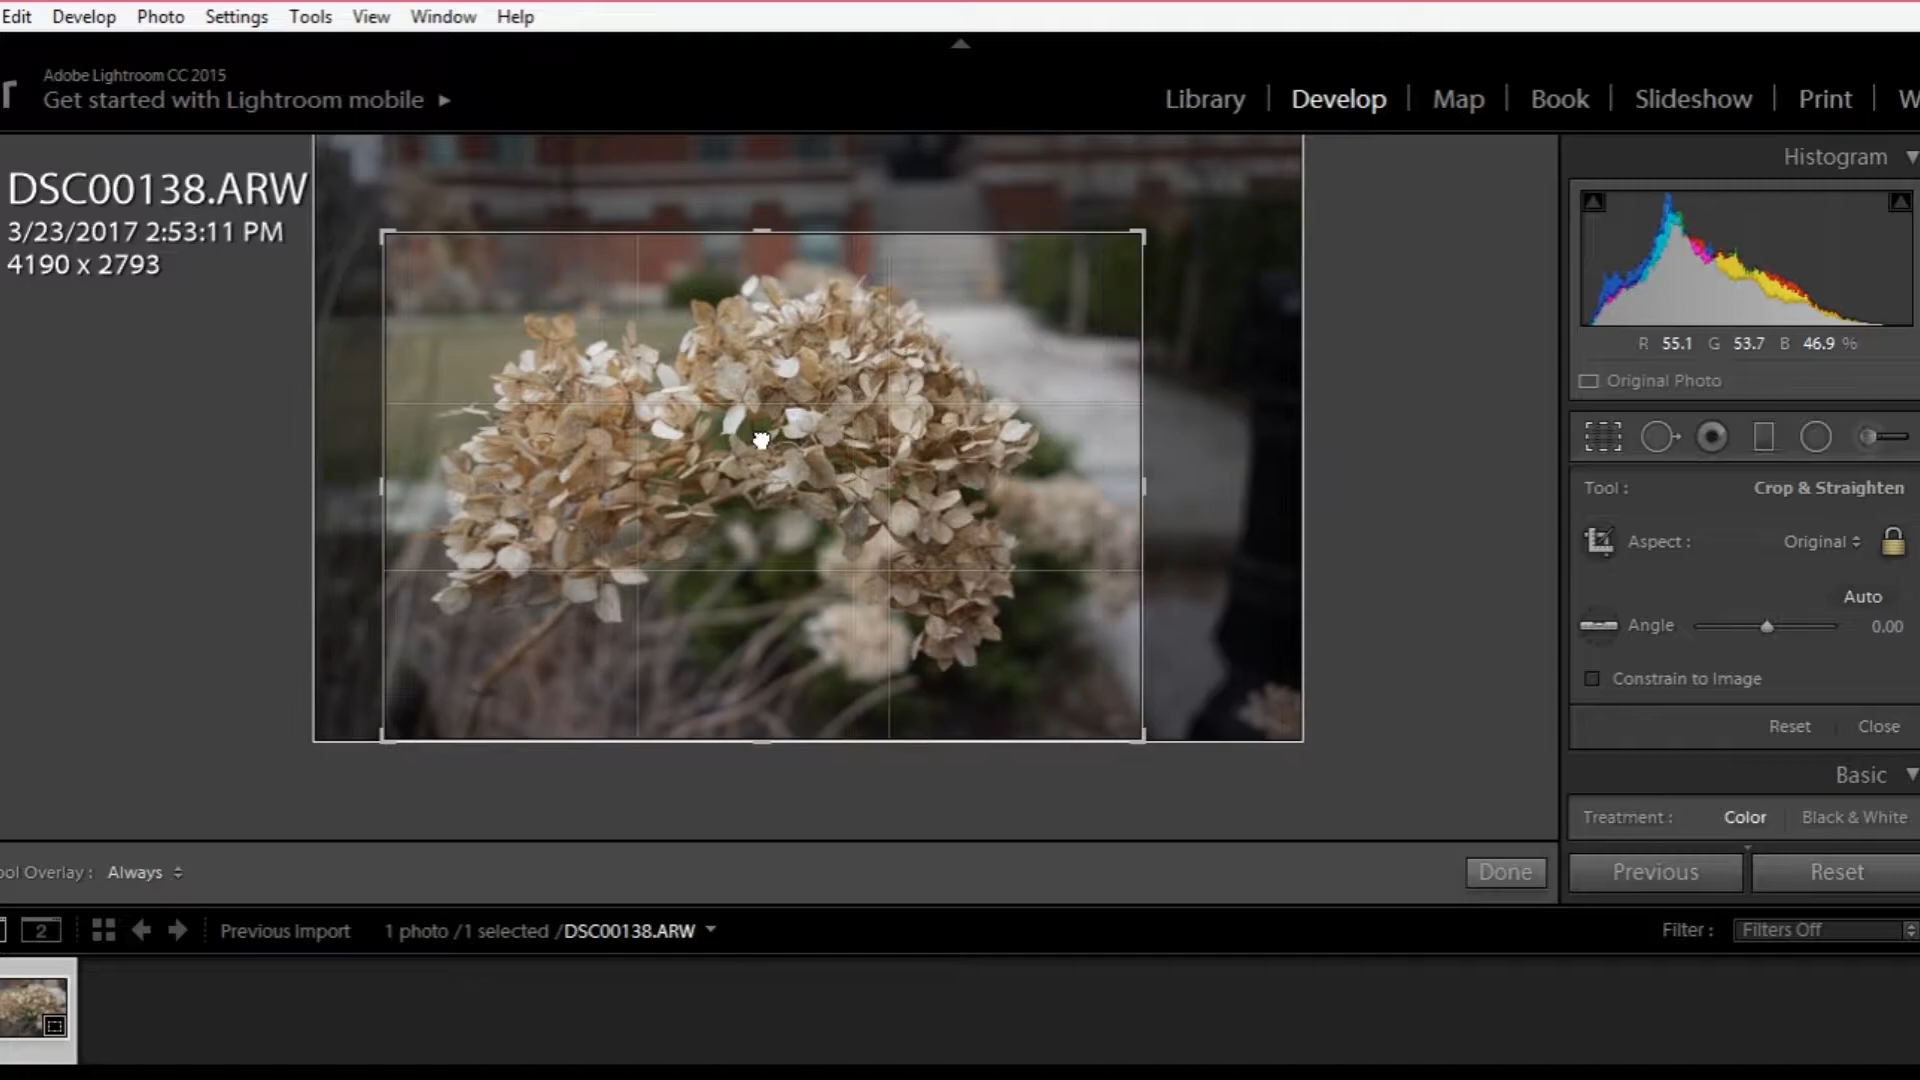 Edit Develop Photo Settings Tools View Window Help
Adobe Lightroom CC 2015
Get started with Lightroom mobile
Library | Develop | Map | Book | Slideshow | Print | W
DSC00138.ARW
3/23/2017 2:53:11 PM
4190 x 2793
Histogram
R 55.1 G 53.7 B 46.9 %
Original Photo
Tool : Crop & Straighten
Aspect : Original
Auto
Angle 0.00
Constrain to Image
Reset Close
Basic
Treatment : Color Black & White
ool Overlay : Always
Done
Previous Reset
2 Previous Import 1 photo /1 selected /DSC00138.ARW
Filter : Filters Off